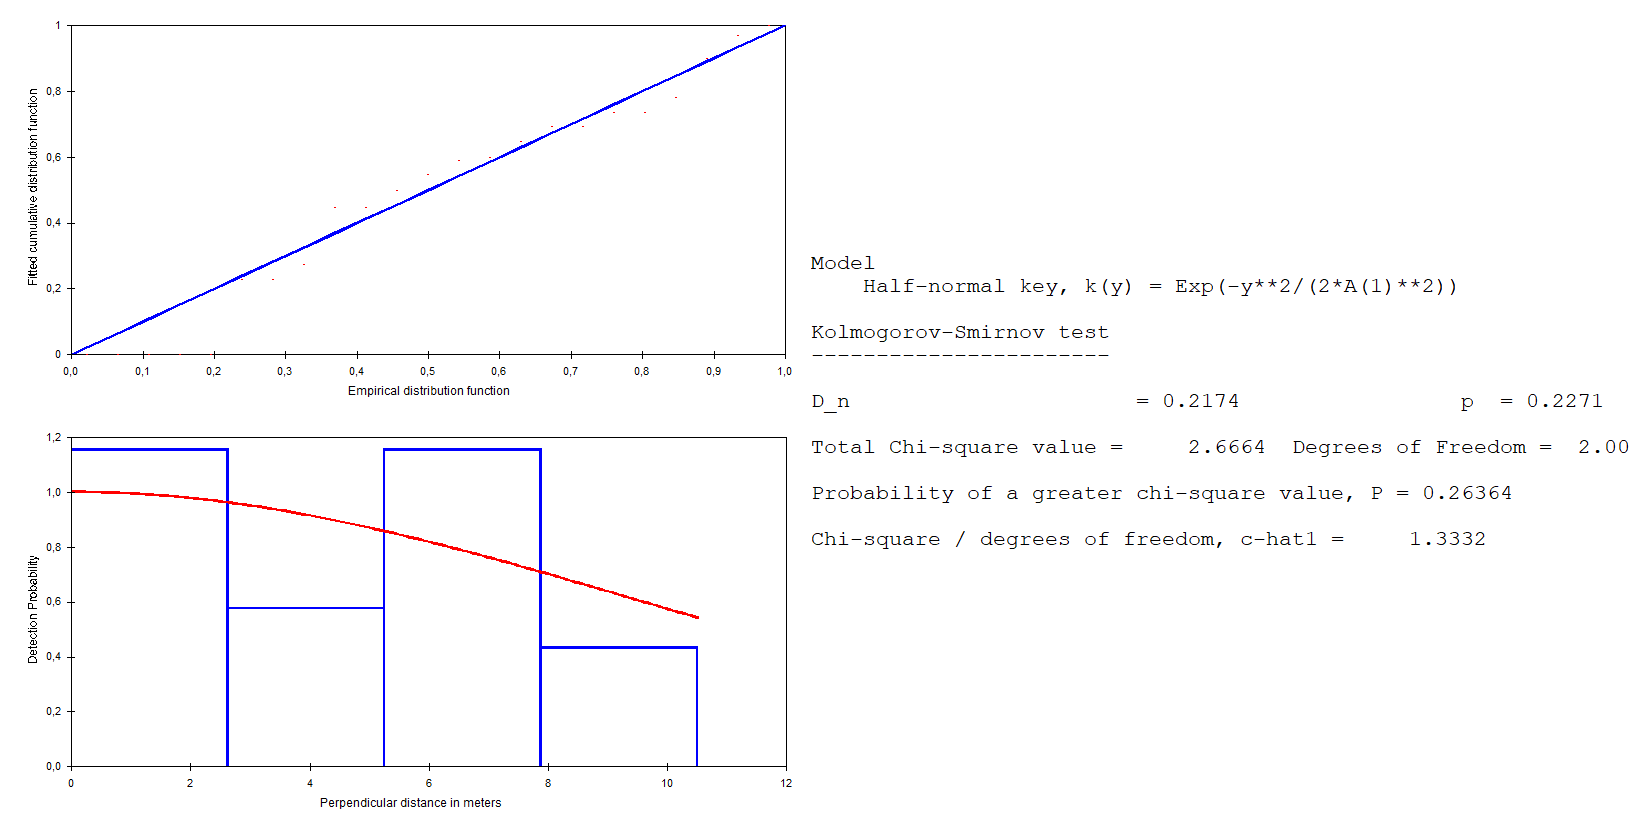 1
0,8
0,6
0,4
0,2
0
Fitted cumulative distribution function
0,0 0,1 0,2 0,3 0,4 0,5 0,6 0,7 0,8 0,9 1,0
Empirical distribution function
1,2
1,0
0,8
0,6
0,4
0,2
0,0
Detection Probability
0 2 4 6 8 10 12
Perpendicular distance in meters
Model
Half-normal key, k(y) = Exp(-y**2/(2*A(1)**2))
Kolmogorov-Smirnov test
-----------------------
D_n = 0.2174 p = 0.2271
Total Chi-square value = 2.6664 Degrees of Freedom = 2.00
Probability of a greater chi-square value, P = 0.26364
Chi-square / degrees of freedom, c-hat1 = 1.3332